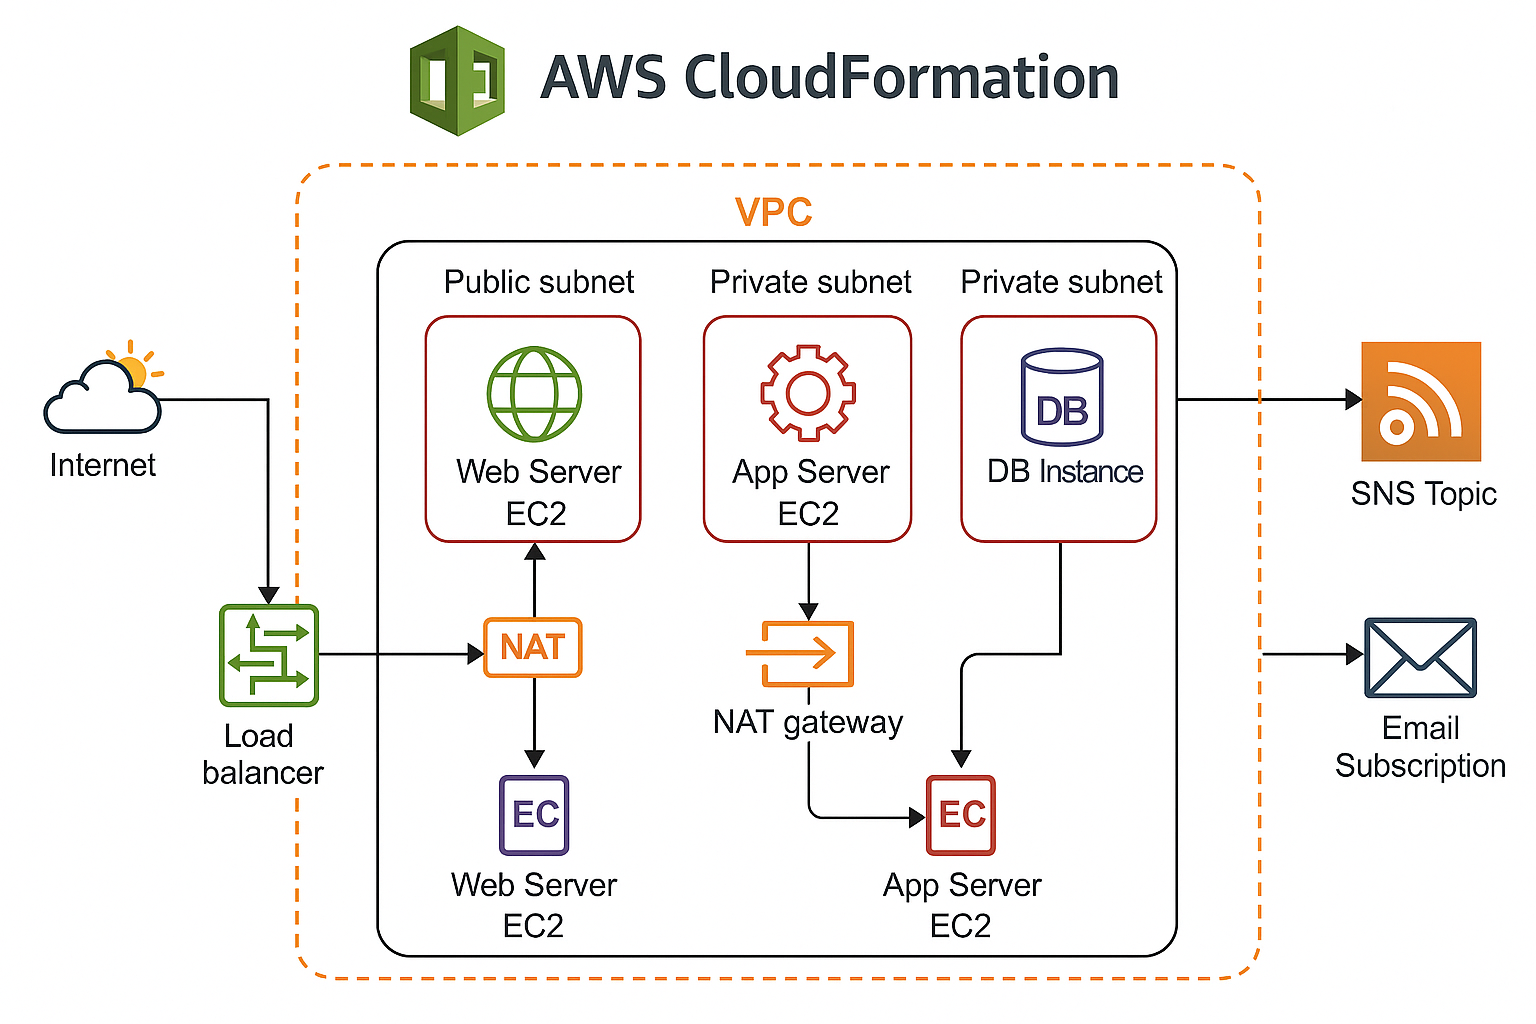 AWS CloudFormation
VPC
Public subnet
Private subnet
Private subnet
Web Server
EC2
App Server
EC2
DB
DB Instance
Internet
SNS Topic
NAT
Load
balancer
NAT gateway
Email
Subscription
EC
Web Server
EC2
EC
App Server
EC2